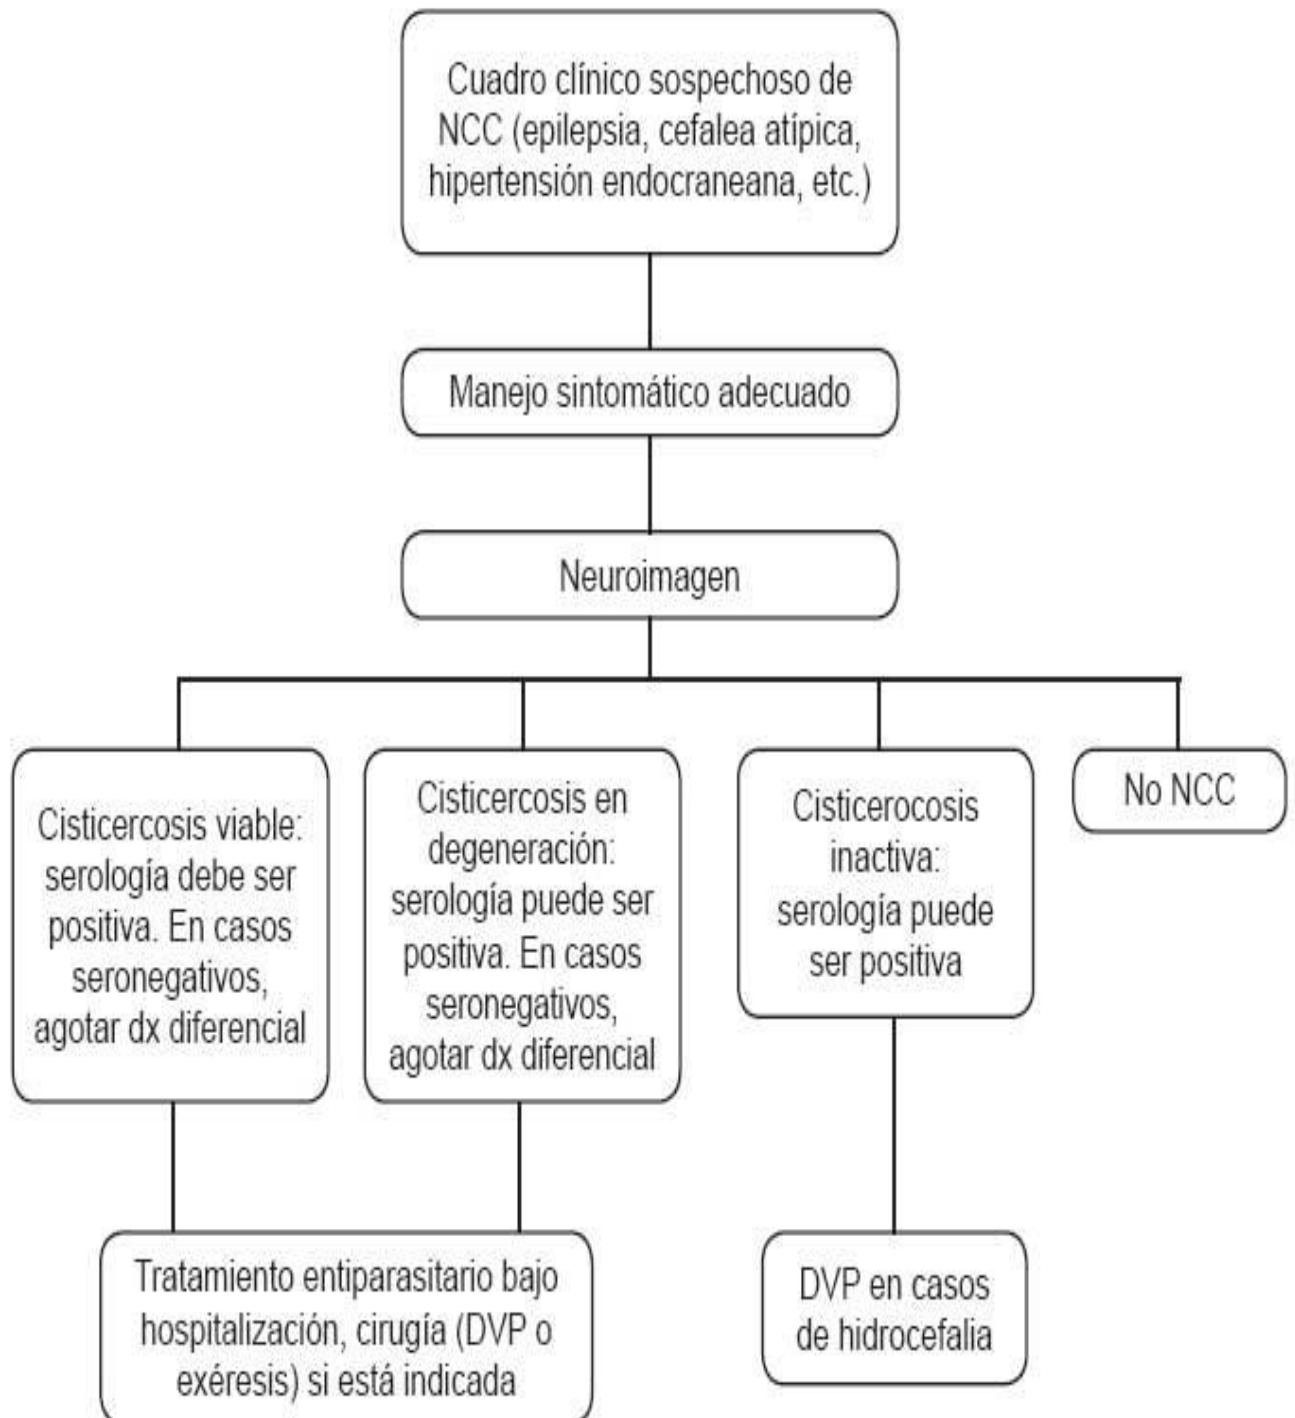 Cuadro clínico sospechoso de
NCC (epilepsia, cefalea atípica,
hipertensión endocraneana, etc.)
Manejo sintomático adecuado
Neuroimagen
Cisticercosis viable:
serología debe ser
positiva. En casos
seronegativos,
agotar dx diferencial
Cisticercosis en
degeneración:
serología puede ser
positiva. En casos
seronegativos,
agotar dx diferencial
Cisticerocosis
inactiva:
serología puede
ser positiva
No NCC
Tratamiento entiparasitario bajo
hospitalización, cirugía (DVP o
exéresis) si está indicada
DVP en casos
de hidrocefalia